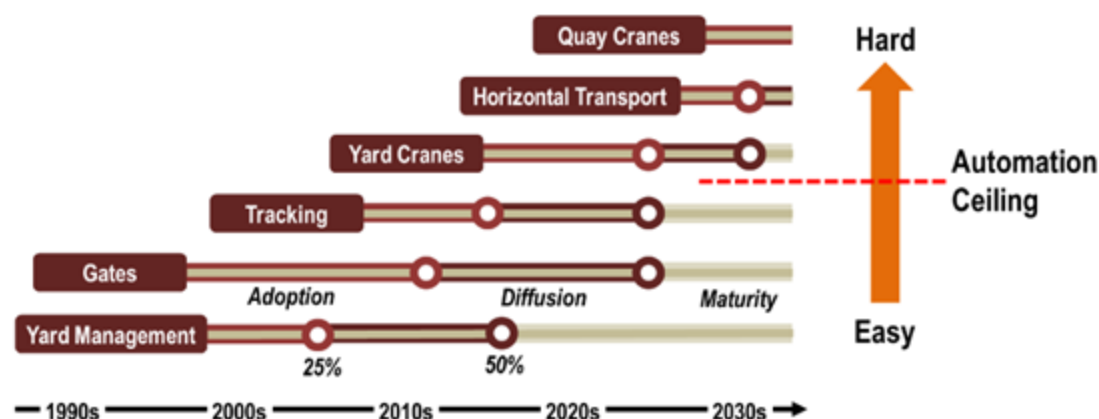 Quay Cranes
Hard
Horizontal Transport
Yard Cranes
Automation
Ceiling
Tracking
Gates
Adoption
Diffusion
Maturity
Yard Management
Easy
25%
50%
1990s
2000s
2010s
2020s
2030s